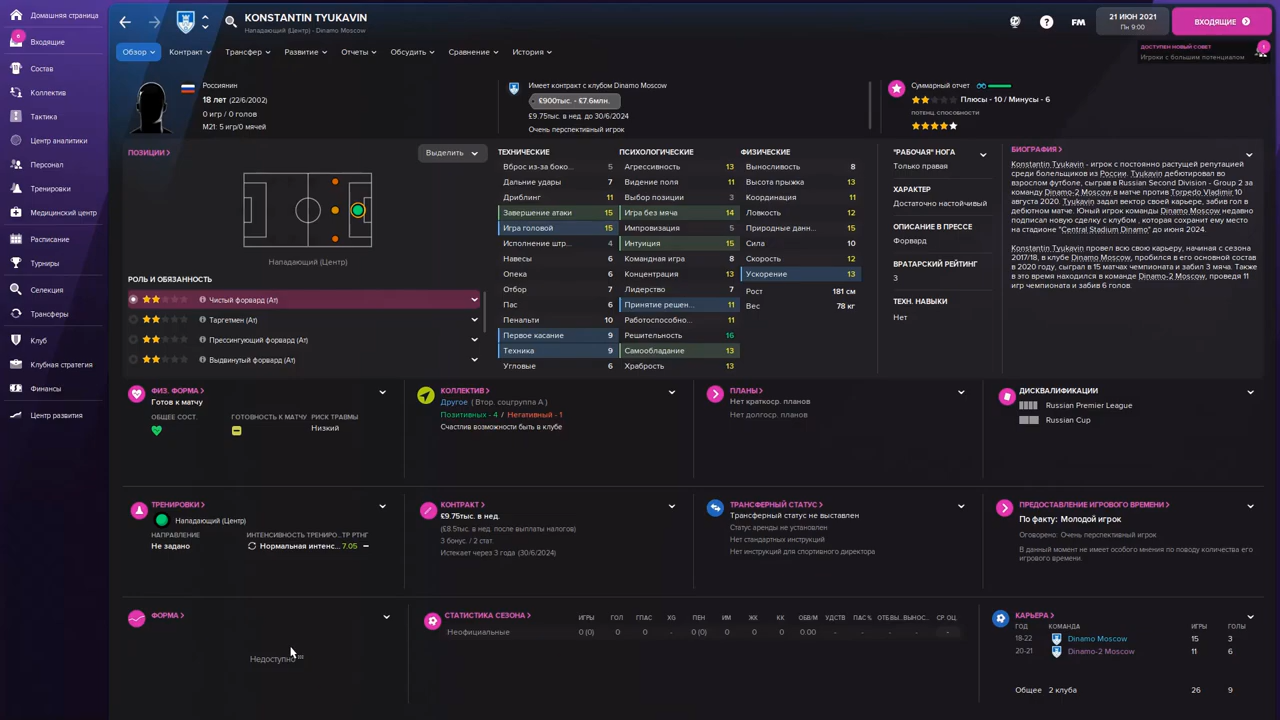 Домашняя страница
6
Входящие
Состав
Коллектив
Тактика
Центр аналитики
Персонал
Тренировки
Медицинский центр
Расписание
Турниры
Селекция
Трансферы
Клуб
Клубная стратегия
Финансы
Центр развития
KONSTANTIN TYUKAVIN
Нападающий (Центр) - Dinamo Moscow
FM
21 ИЮН 2021
Пн 9:00
ВХОДЯЩИЕ
ДОСТУПЕН НОВЫЙ СОВЕТ
Игроки с большим потенциалом
1
Обзор
Контракт
Трансфер
Развитие
Отчеты
Обсудить
Сравнение
История
Россиянин
18 лет (22/6/2002)
0 игр / 0 голов
М21: 5 игр/0 мячей
Имеет контракт с клубом Dinamo Moscow
£900тыс. - £7.6млн.
£9.75тыс. в нед. до 30/6/2024
Очень перспективный игрок
Суммарный отчет
Плюсы - 10 / Минусы - 6
ПОТЕНЦ. СПОСОБНОСТИ
ПОЗИЦИИ
Выделить
Нападающий (Центр)
РОЛЬ И ОБЯЗАННОСТЬ
Чистый форвард (Ат)
Таргетмен (Ат)
Прессингующий форвард (Ат)
Выдвинутый форвард (Ат)
ТЕХНИЧЕСКИЕ
Вброс из-за боко... 5
Дальние удары 7
Дриблинг 11
Завершение атаки 15
Игра головой 15
Исполнение штр... 4
Навесы 6
Опека 6
Отбор 7
Пас 6
Пенальти 10
Первое касание 9
Техника 9
Угловые 6
ПСИХОЛОГИЧЕСКИЕ
Агрессивность 13
Видение поля 11
Выбор позиции 3
Игра без мяча 14
Импровизация 5
Интуиция 15
Командная игра 8
Концентрация 13
Лидерство 7
Принятие решен... 11
Работоспособно... 11
Решительность 16
Самообладание 13
Храбрость 13
ФИЗИЧЕСКИЕ
Выносливость 8
Высота прыжка 13
Координация 11
Ловкость 12
Природные данн... 15
Сила 10
Скорость 12
Ускорение 13
Рост 181 см
Вес 78 кг
"РАБОЧАЯ" НОГА
Только правая
ХАРАКТЕР
Достаточно настойчивый
ОПИСАНИЕ В ПРЕССЕ
Форвард
ВРАТАРСКИЙ РЕЙТИНГ
3
ТЕХН. НАВЫКИ
Нет
БИОГРАФИЯ
Konstantin Tyukavin - игрок с постоянно растущей репутацией
среди болельщиков из России. Tyukavin дебютировал во
взрослом футболе, сыграв в Russian Second Division - Group 2 за
команду Dinamo-2 Moscow в матче против Torpedo Vladimir 10
августа 2020. Tyukavin задал вектор своей карьере, забив гол в
дебютном матче. Юный игрок команды Dinamo Moscow недавно
подписал новую сделку с клубом , которая сохранит ему место
на стадионе "Central Stadium Dinamo" до июня 2024.
Konstantin Tyukavin провел всю свою карьеру, начиная с сезона
2017/18, в клубе Dinamo Moscow, пробился в его основной состав
в 2020 году, сыграл в 15 матчах чемпионата и забил 3 мяча. Также
в это время находился в команде Dinamo-2 Moscow, проведя 11
игр чемпионата и забив 6 голов.
ФИЗ. ФОРМА
Готов к матчу
ОБЩЕЕ СОСТ.
ГОТОВНОСТЬ К МАТЧУ
РИСК ТРАВМЫ
Низкий
КОЛЛЕКТИВ
Другое ( Втор. соцгруппа A )
Позитивных - 4 / Негативный - 1
Счастлив возможности быть в клубе
ПЛАНЫ
Нет краткоср. планов
Нет долгоср. планов
ДИСКВАЛИФИКАЦИИ
Russian Premier League
Russian Cup
ТРЕНИРОВКИ
Нападающий (Центр)
НАПРАВЛЕНИЕ
Не задано
ИНТЕНСИВНОСТЬ ТРЕНИРО...ТР РТНГ
Нормальная интенс... 7.05
КОНТРАКТ
£9.75тыс. в нед.
(£8.5тыс. в нед. после выплаты налогов)
3 бонус. / 2 стат.
Истекает через 3 года (30/6/2024)
ТРАНСФЕРНЫЙ СТАТУС
Трансферный статус не выставлен
Статус аренды не установлен
Нет стандартных инструкций
Нет инструкций для спортивного директора
ПРЕДОСТАВЛЕНИЕ ИГРОВОГО ВРЕМЕНИ
По факту: Молодой игрок
Оговорено: Очень перспективный игрок
В данный момент не имеет особого мнения по поводу количества его
игрового времени.
ФОРМА
Недоступно
СТАТИСТИКА СЕЗОНА
ИГРЫ ГОЛ ГПАС XG ПЕН ИМ ЖК КК ОБВ/М УДСТВ ПАС % ОТБ.ВЫ... ВЫНОС... СР. ОЦ.
Неофициальные 0 (0) 0 0 - 0 (0) 0 0 0 0.00 - - - - -
КАРЬЕРА
ГОД КОМАНДА ИГРЫ ГОЛЫ
18-22 Dinamo Moscow 15 3
20-21 Dinamo-2 Moscow 11 6
Общее 2 клуба 26 9